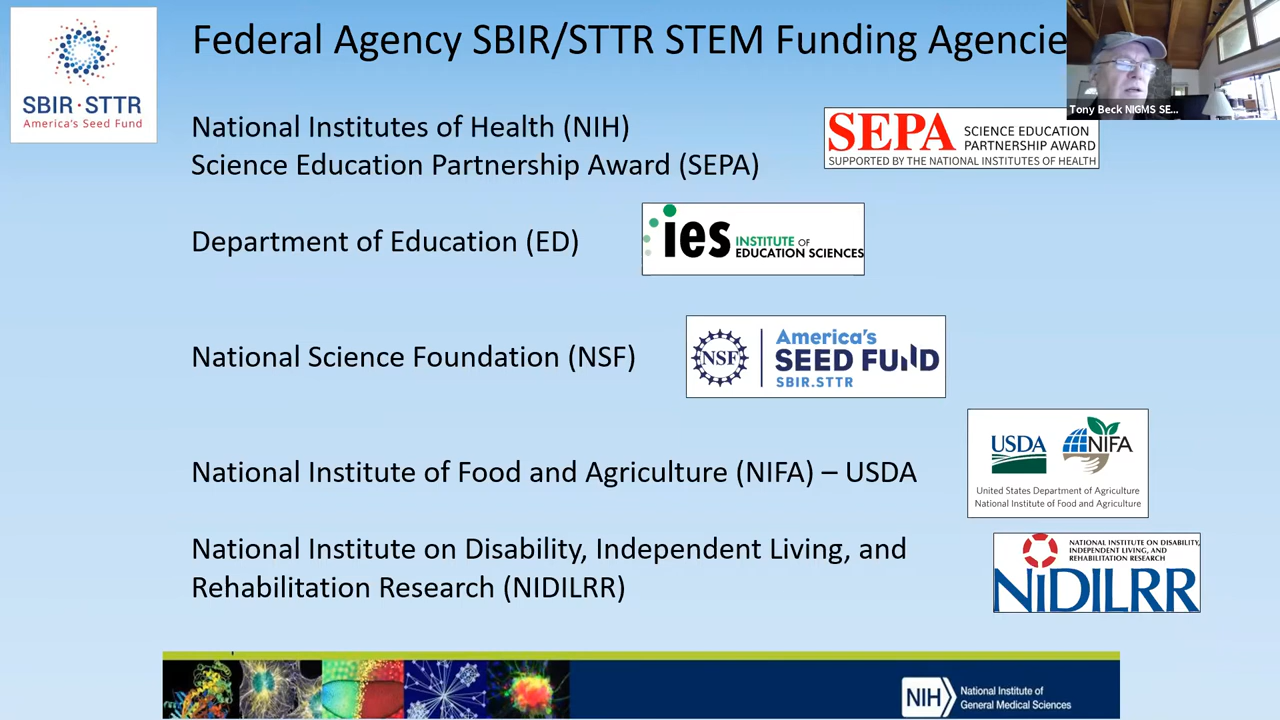 Federal Agency SBIR/STTR STEM Funding Agencie
SBIR · STTR
America's Seed Fund
Tony Beck NIGMS SE...
National Institutes of Health (NIH)
Science Education Partnership Award (SEPA)
SEPA
SCIENCE EDUCATION
PARTNERSHIP AWARD
SUPPORTED BY THE NATIONAL INSTITUTES OF HEALTH
Department of Education (ED)
ies
INSTITUTE OF
EDUCATION SCIENCES
National Science Foundation (NSF)
NSF
America's
SEED FUND
SBIR.STTR
National Institute of Food and Agriculture (NIFA) – USDA
USDA
NIFA
United States Department of Agriculture
National Institute of Food and Agriculture
National Institute on Disability, Independent Living, and
Rehabilitation Research (NIDILRR)
NATIONAL INSTITUTE ON DISABILITY,
INDEPENDENT LIVING, AND
REHABILITATION RESEARCH
NiDILRR
NIH
National Institute of
General Medical Sciences